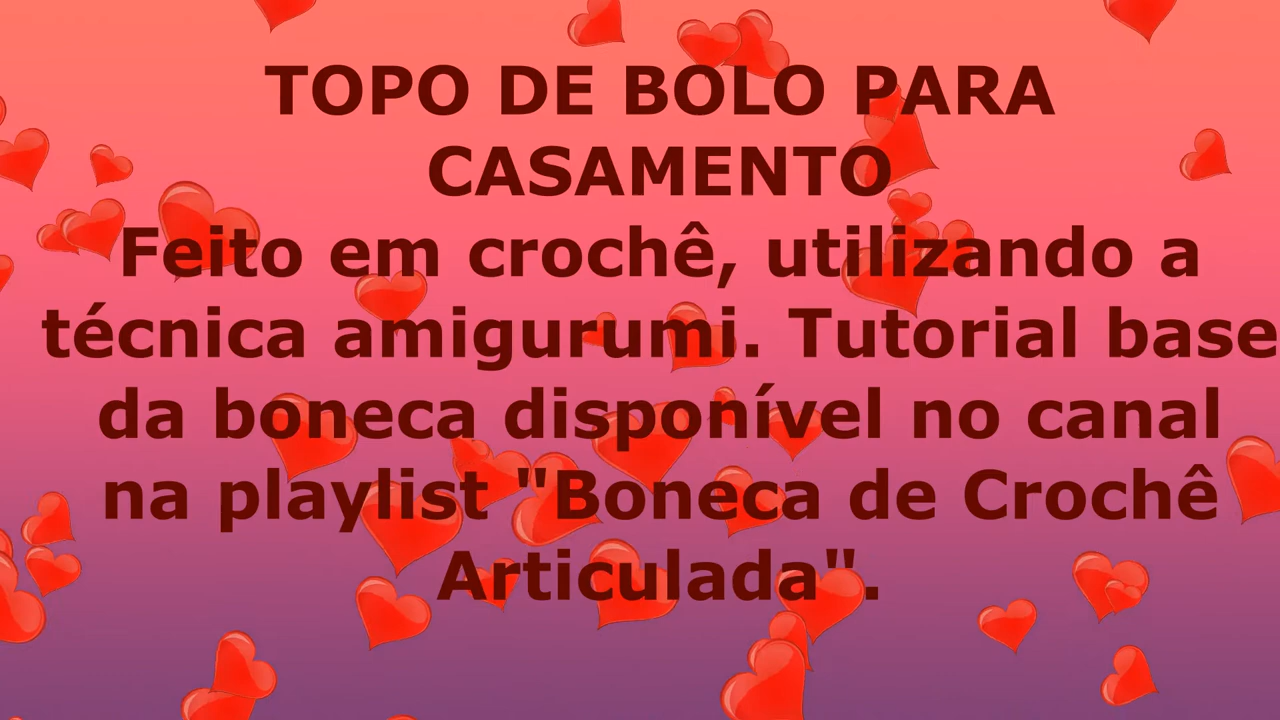 TOPO DE BOLO PARA
CASAMENTO
Feito em crochê, utilizando a
técnica amigurumi. Tutorial base
da boneca disponível no canal
na playlist "Boneca de Crochê
Articulada".